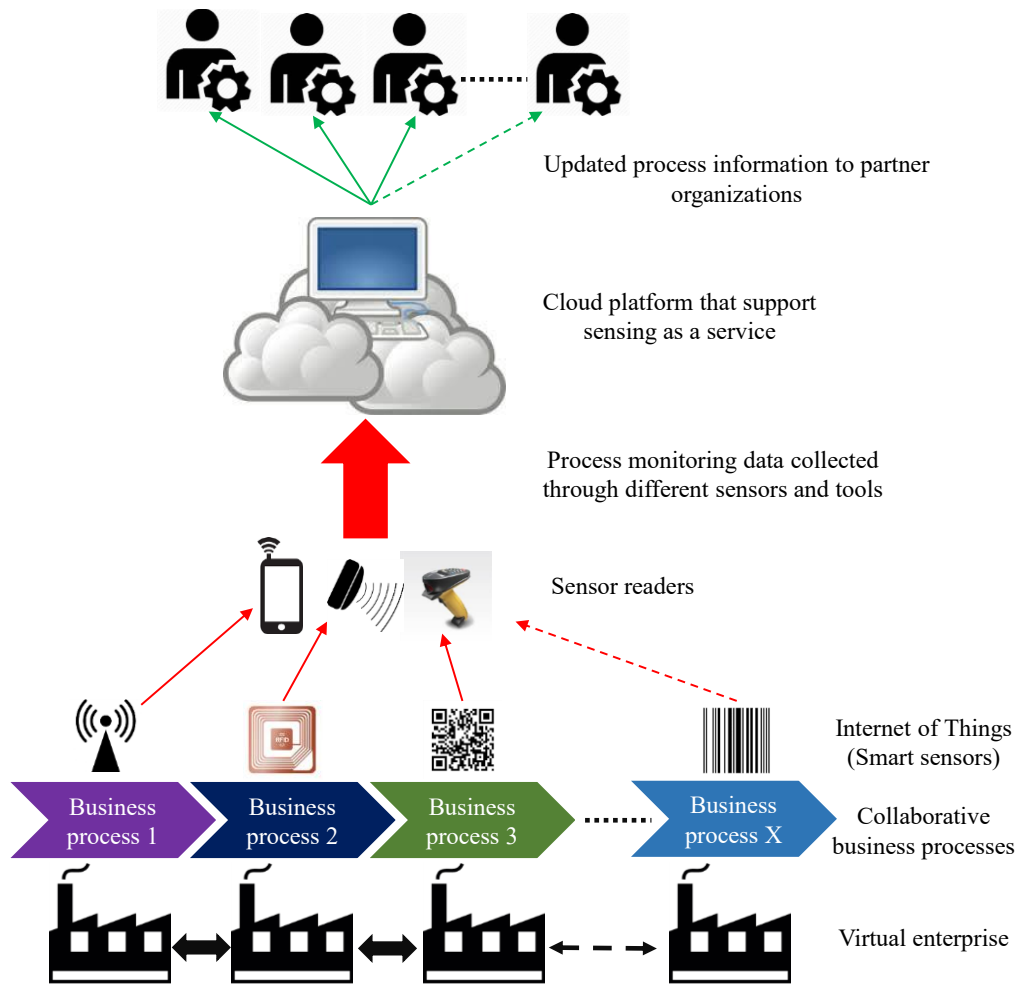 Updated process information to partner
organizations
Cloud platform that support
sensing as a service
Process monitoring data collected
through different sensors and tools
Sensor readers
RFID
Internet of Things
(Smart sensors)
Business
process 1
Business
process 2
Business
process 3
Business
process X
Collaborative
business processes
Virtual enterprise